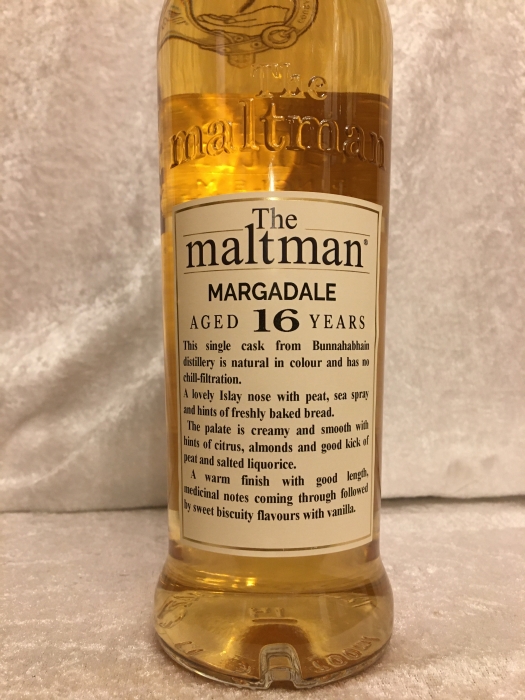 The
maltman
The
maltman®
MARGADALE
AGED 16 YEARS
This single cask from Bunnahabhain
distillery is natural in colour and has no
chill-filtration.
A lovely Islay nose with peat, sea spray
and hints of freshly baked bread.
The palate is creamy and smooth with
hints of citrus, almonds and good kick of
peat and salted liquorice.
A warm finish with good length,
medicinal notes coming through followed
by sweet biscuity flavours with vanilla.